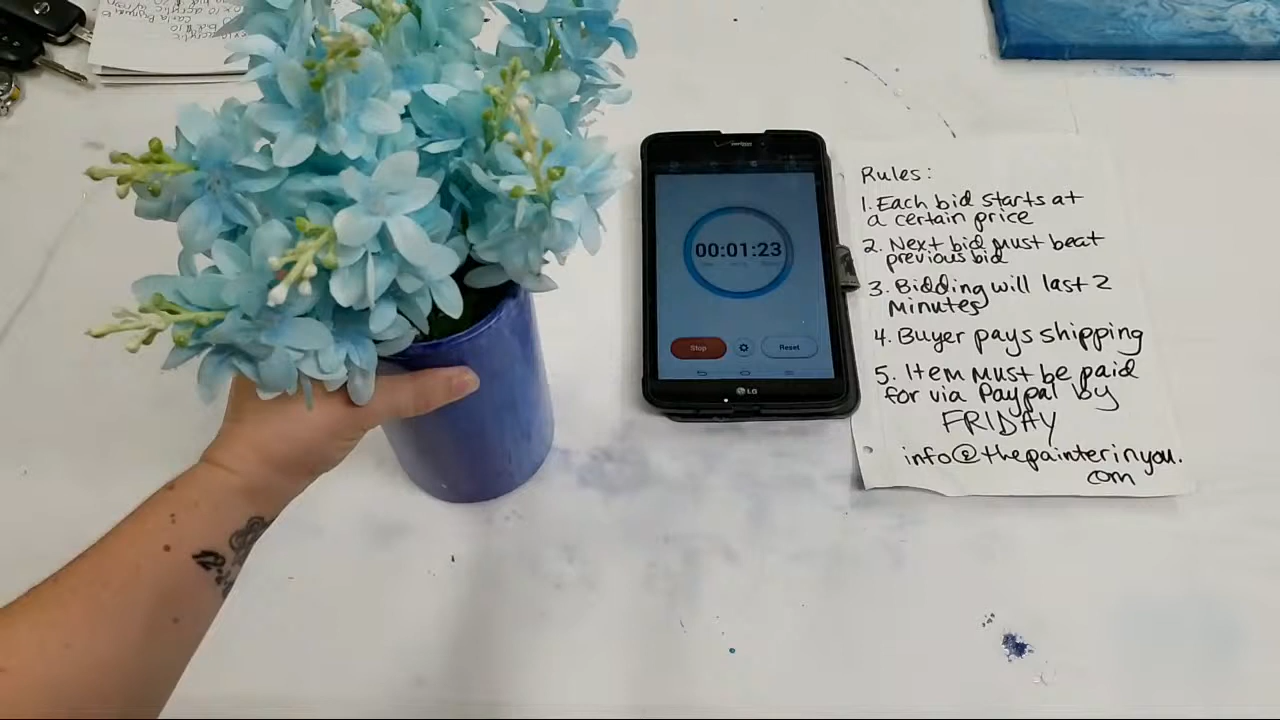 verizon
00:01:23
Stop
Reset
LG
Rules:
1. Each bid starts at
a certain price
2. Next bid must beat
previous bid
3. Bidding will last 2
Minutes
4. Buyer pays shipping
5. Item must be paid
for via Paypal by
FRIDAY
info@thepainterinyou.
com